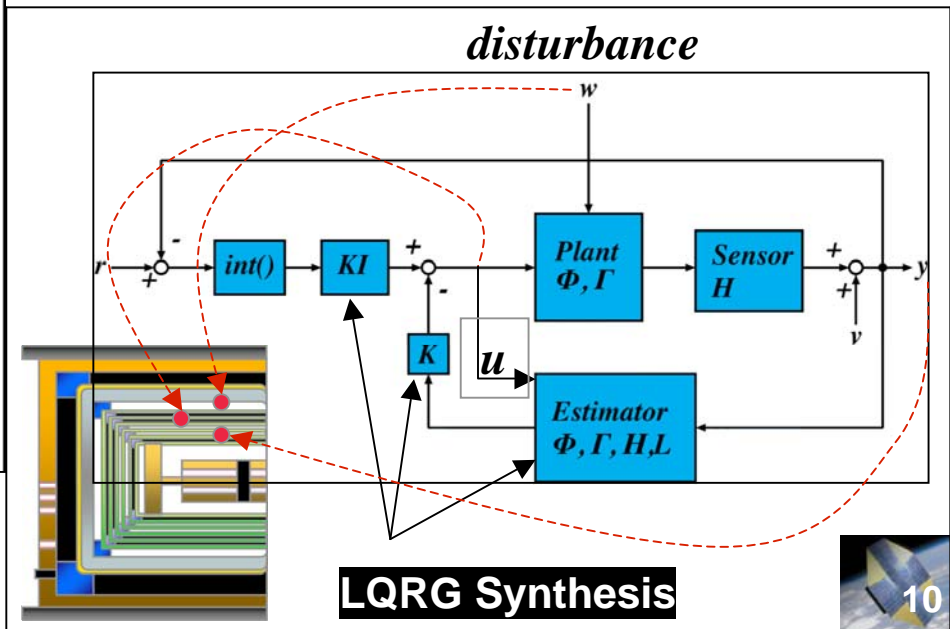 disturbance
w
-
r
+
int()
KI
+
-
Plant
Φ, Γ
Sensor
H
+
+
y
v
K
u
Estimator
Φ, Γ, H,L
LQRG Synthesis
10